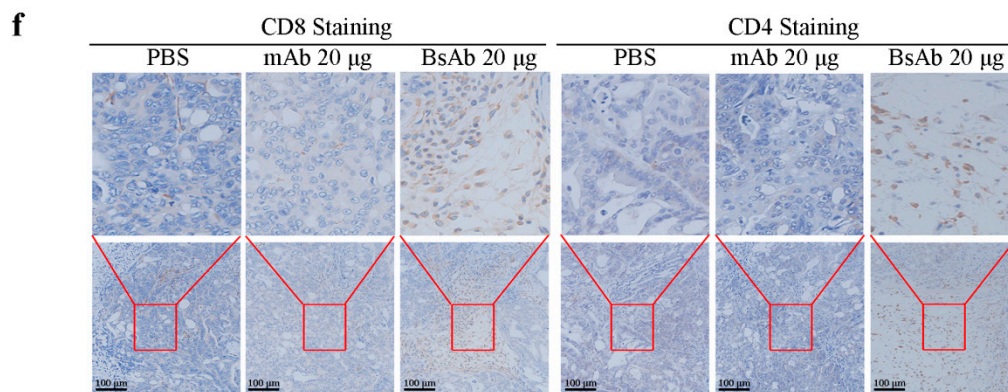 f
CD8 Staining CD4 Staining
PBS mAb 20 μg BsAb 20 μg PBS mAb 20 μg BsAb 20 μg
100 μm 100 μm 100 μm 100 μm 100 μm 100 μm